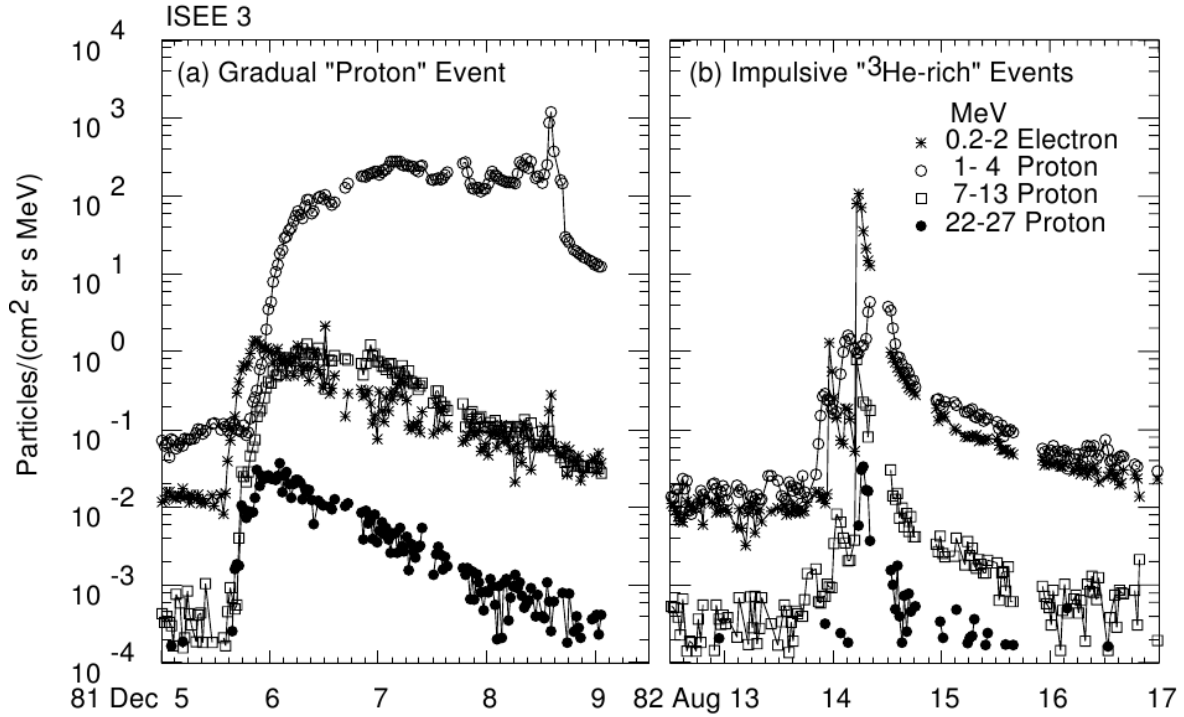 ISEE 3
(a) Gradual "Proton" Event
(b) Impulsive "³He-rich" Events
MeV
0.2-2 Electron
1- 4 Proton
7-13 Proton
22-27 Proton
Particles/(cm² sr s MeV)
10⁴
10³
10²
10¹
10⁰
10⁻¹
10⁻²
10⁻³
10⁻⁴
81 Dec 5 6 7 8 9
82 Aug 13 14 15 16 17